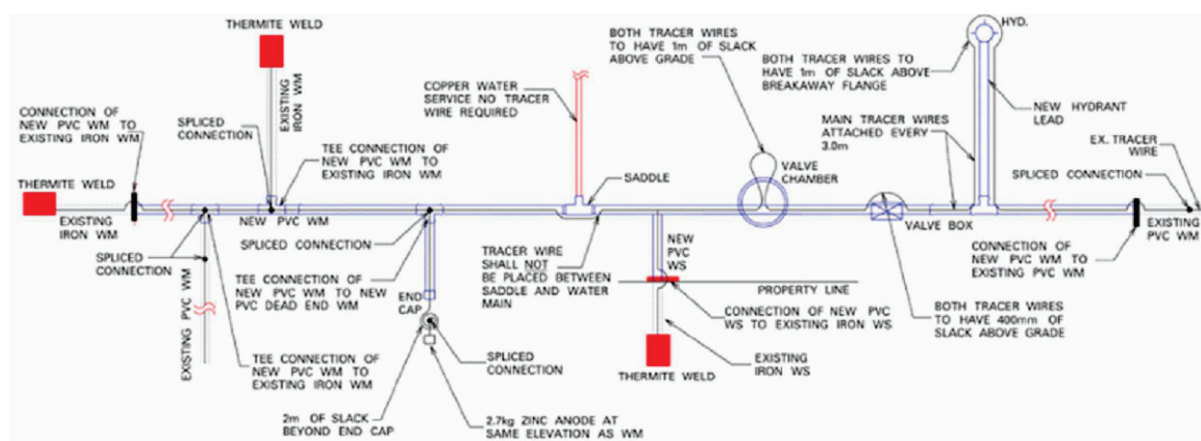 THERMITE WELD
CONNECTION OF
NEW PVC WM TO
EXISTING IRON WM
SPLICED
CONNECTION
EXISTING
IRON WM
TEE CONNECTION OF
NEW PVC WM TO
EXISTING IRON WM
THERMITE WELD
EXISTING
IRON WM
NEW PVC WM
SPLICED
CONNECTION
EXISTING PVC WM
TEE CONNECTION OF
NEW PVC WM TO
EXISTING IRON WM
SPLICED CONNECTION
TEE CONNECTION OF
NEW PVC WM TO NEW
PVC DEAD END WM
END
CAP
SPLICED
CONNECTION
2m OF SLACK
BEYOND END CAP
2.7kg ZINC ANODE AT
SAME ELEVATION AS WM
COPPER WATER
SERVICE NO TRACER
WIRE REQUIRED
SADDLE
TRACER WIRE
SHALL NOT
BE PLACED BETWEEN
SADDLE AND WATER
MAIN
BOTH TRACER WIRES
TO HAVE 1m OF SLACK
ABOVE GRADE
VALVE
CHAMBER
NEW
PVC
WS
PROPERTY LINE
CONNECTION OF NEW PVC
WS TO EXISTING IRON WS
EXISTING
IRON WS
THERMITE WELD
HYD.
BOTH TRACER WIRES TO
HAVE 1m OF SLACK ABOVE
BREAKAWAY FLANGE
NEW HYDRANT
LEAD
MAIN TRACER WIRES
ATTACHED EVERY
3.0m
VALVE BOX
BOTH TRACER WIRES
TO HAVE 400mm OF
SLACK ABOVE GRADE
EX. TRACER
WIRE
SPLICED CONNECTION
EXISTING
PVC WM
CONNECTION OF
NEW PVC WM TO
EXISTING PVC WM